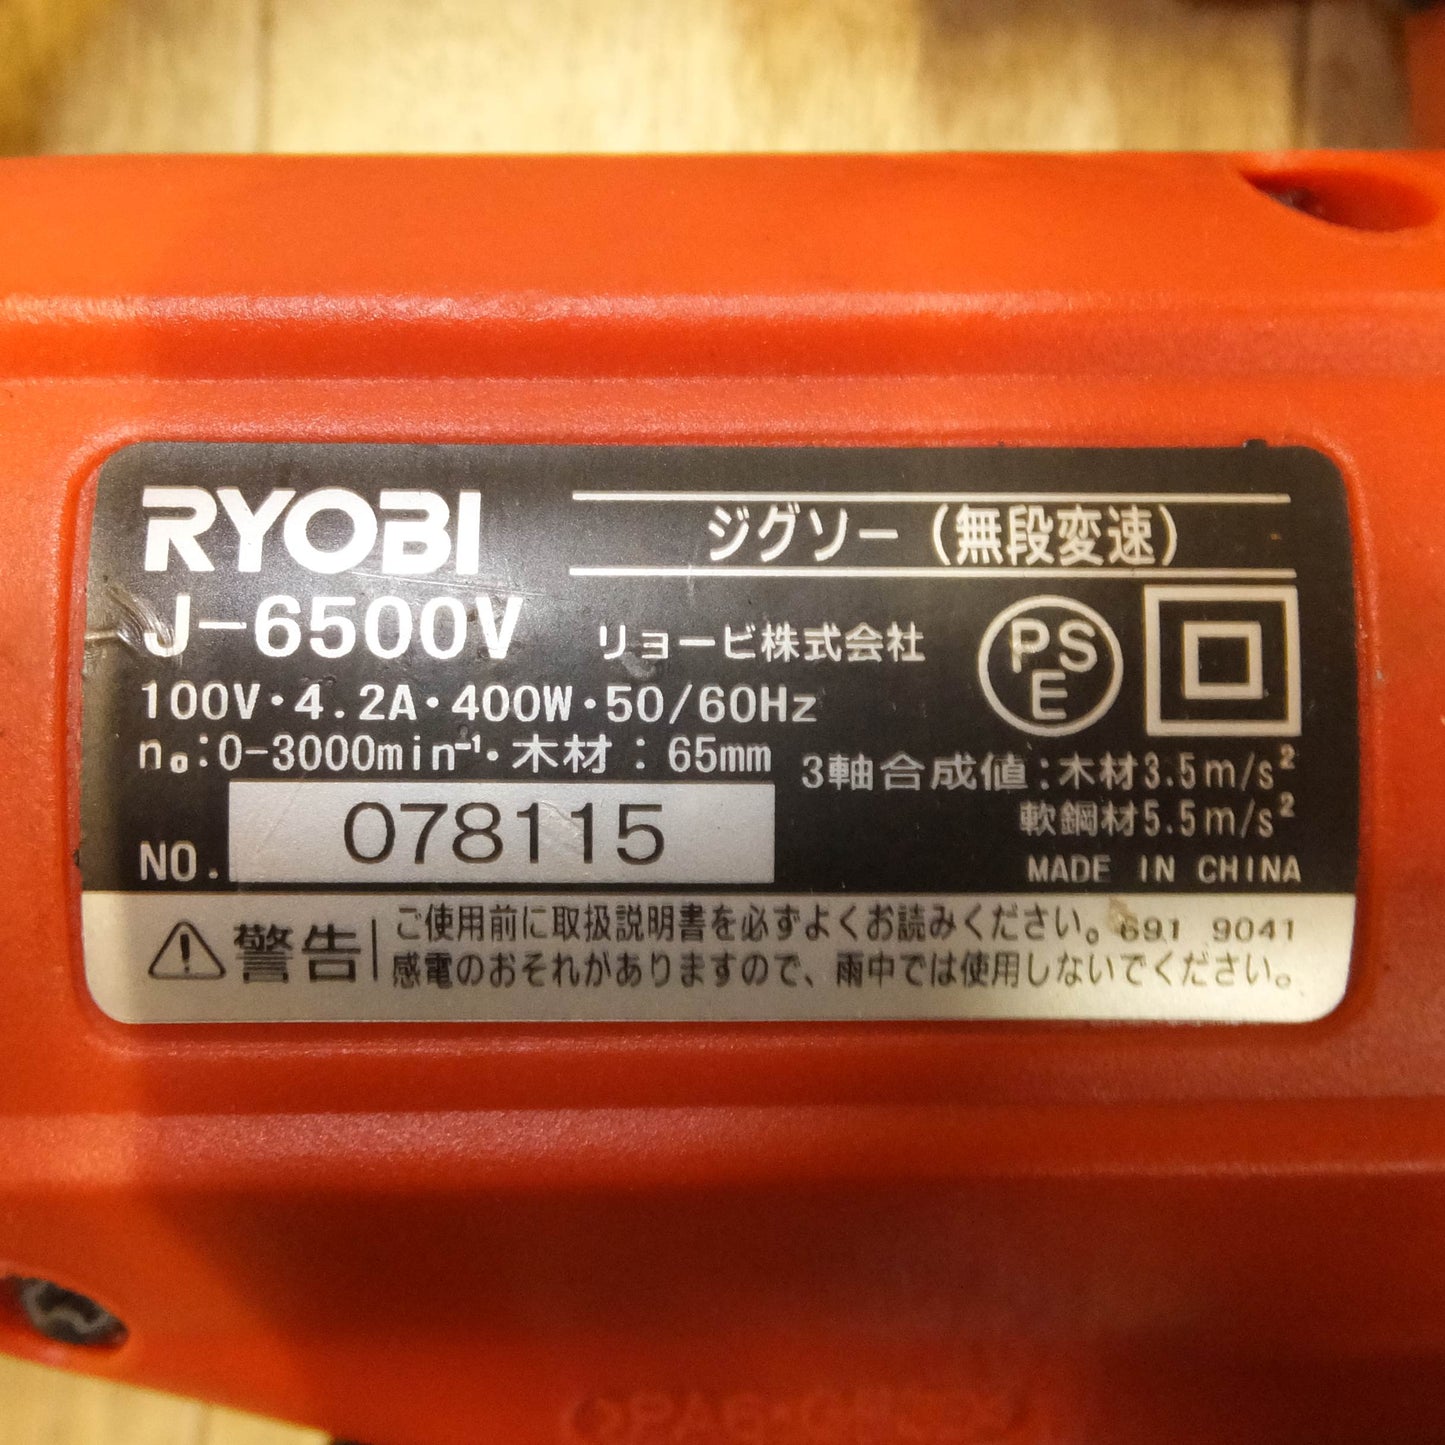 RYOBI
ジグソー（無段変速）
J-6500V
リョービ株式会社
PSE
100V・4.2A・400W・50/60Hz
n₀:0-3000min⁻¹・木材：65mm
3軸合成値：木材3.5m/s²
軟鋼材5.5m/s²
NO. 078115
MADE IN CHINA
警告
ご使用前に取扱説明書を必ずよくお読みください。691 9041
感電のおそれがありますので、雨中では使用しないでください。